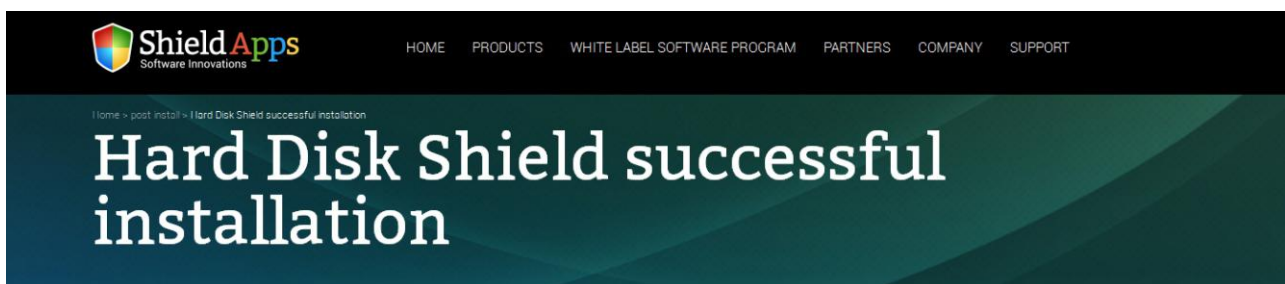 Shield Apps
Software Innovations
HOME PRODUCTS WHITE LABEL SOFTWARE PROGRAM PARTNERS COMPANY SUPPORT
Home > post install > Hard Disk Shield successful installation
Hard Disk Shield successful
installation